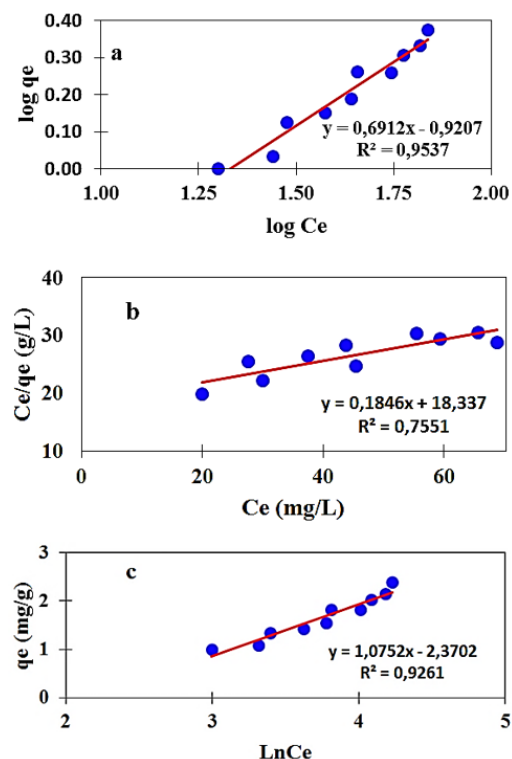 0.40
a
0.30
log qe
0.20
0.10
y = 0,6912x - 0,9207
R² = 0,9537
0.00
1.00
1.25
1.50
1.75
2.00
log Ce
40
b
30
Ce/qe (g/L)
20
y = 0,1846x + 18,337
R² = 0,7551
10
0
20
40
60
Ce (mg/L)
3
c
2
qe (mg/g)
1
y = 1,0752x - 2,3702
R² = 0,9261
0
2
3
4
5
LnCe